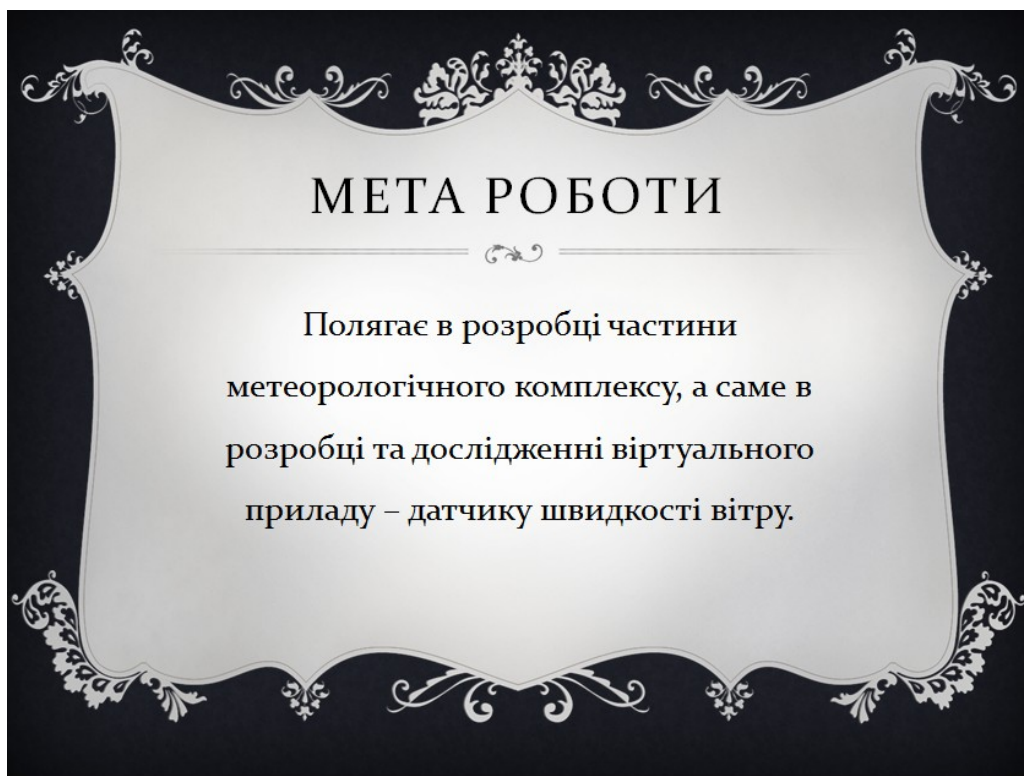 МЕТА РОБОТИ
Полягає в розробці частини
метеорологічного комплексу, а саме в
розробці та дослідженні віртуального
приладу – датчику швидкості вітру.